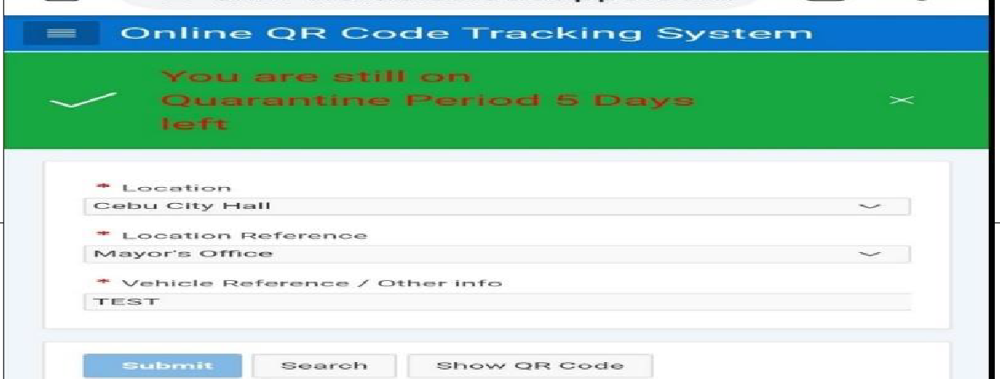 Online QR Code Tracking System
You are still on
Quarantine Period 5 Days
left
* Location
Cebu City Hall
* Location Reference
Mayor's Office
* Vehicle Reference / Other info
TEST
Submit Search Show QR Code